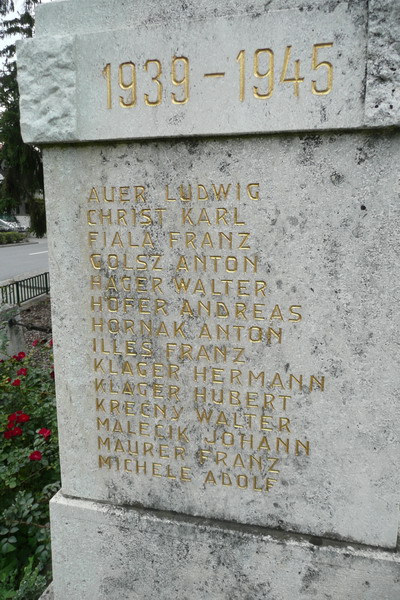 1939-1945
AUER LUDWIG
CHRIST KARL
FIALA FRANZ
GOLSZ ANTON
HAGER WALTER
HOFER ANDREAS
HORNAK ANTON
ILLES FRANZ
KLAGER HERMANN
KLAGER HUBERT
KRECNY WALTER
MALECIK JOHANN
MAURER FRANZ
MICHELE ADOLF